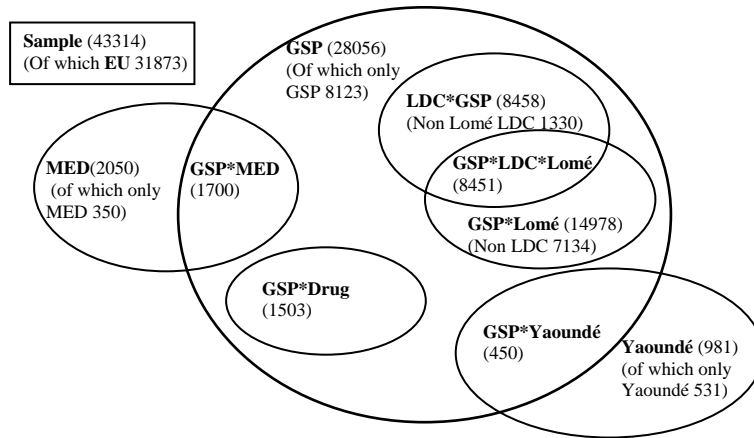 Sample (43314)
(Of which EU 31873)
GSP (28056)
(Of which only
GSP 8123)
LDC*GSP (8458)
(Non Lomé LDC 1330)
MED(2050)
(of which only
MED 350)
GSP*MED
(1700)
GSP*LDC*Lomé
(8451)
GSP*Lomé (14978)
(Non LDC 7134)
GSP*Drug
(1503)
GSP*Yaoundé
(450)
Yaoundé (981)
(of which only
Yaoundé 531)